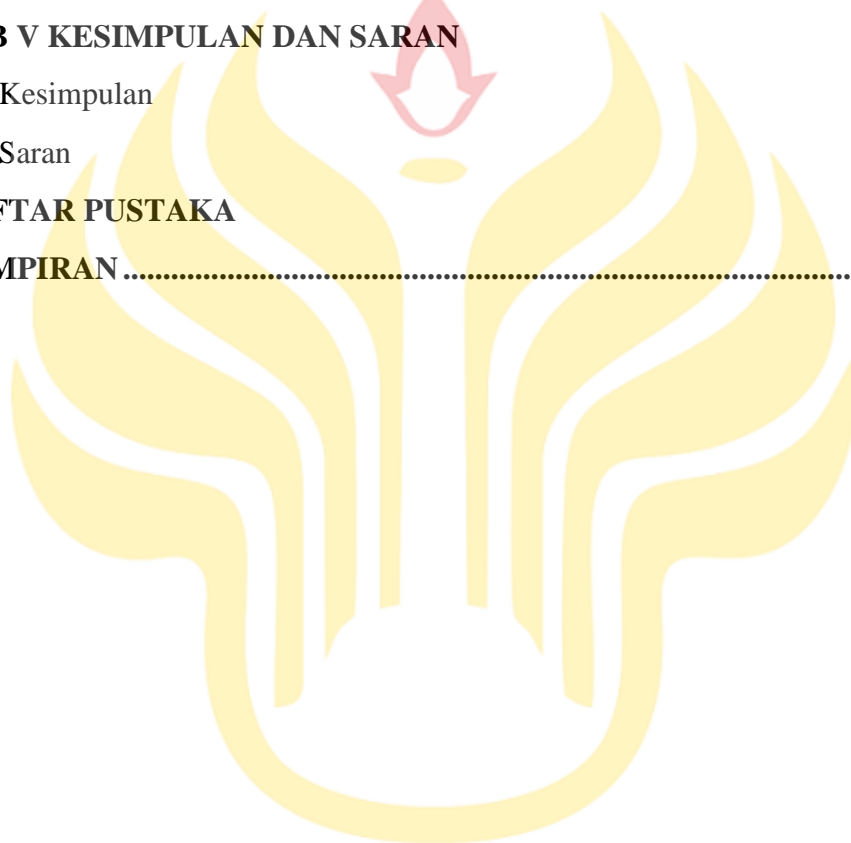 B V KESIMPULAN DAN SARAN
Kesimpulan
Saran
FTAR PUSTAKA
MPIRAN ................................................................................